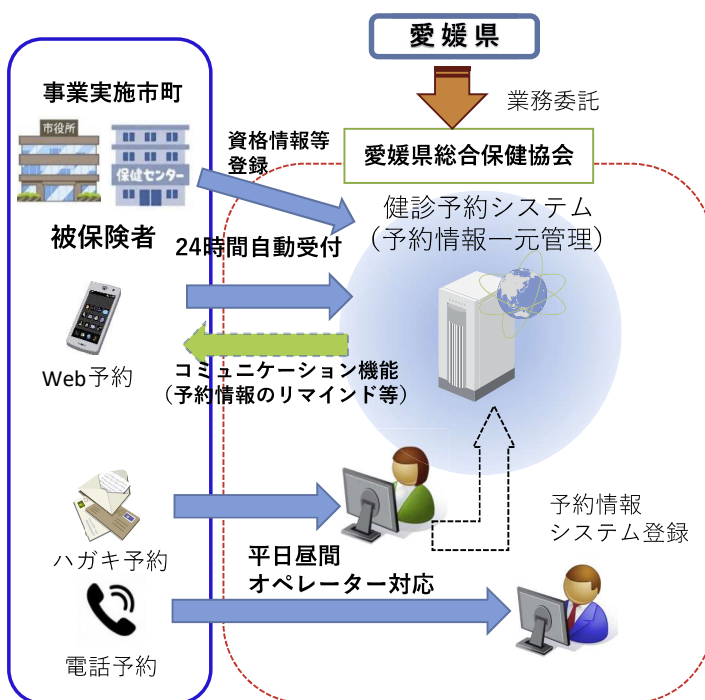 愛媛県
業務委託
事業実施市町
市役所
保健センター
資格情報等
登録
愛媛県総合保健協会
健診予約システム
（予約情報一元管理）
被保険者
24時間自動受付
Web予約
コミュニケーション機能
（予約情報のリマインド等）
ハガキ予約
平日昼間
オペレーター対応
予約情報
システム登録
電話予約